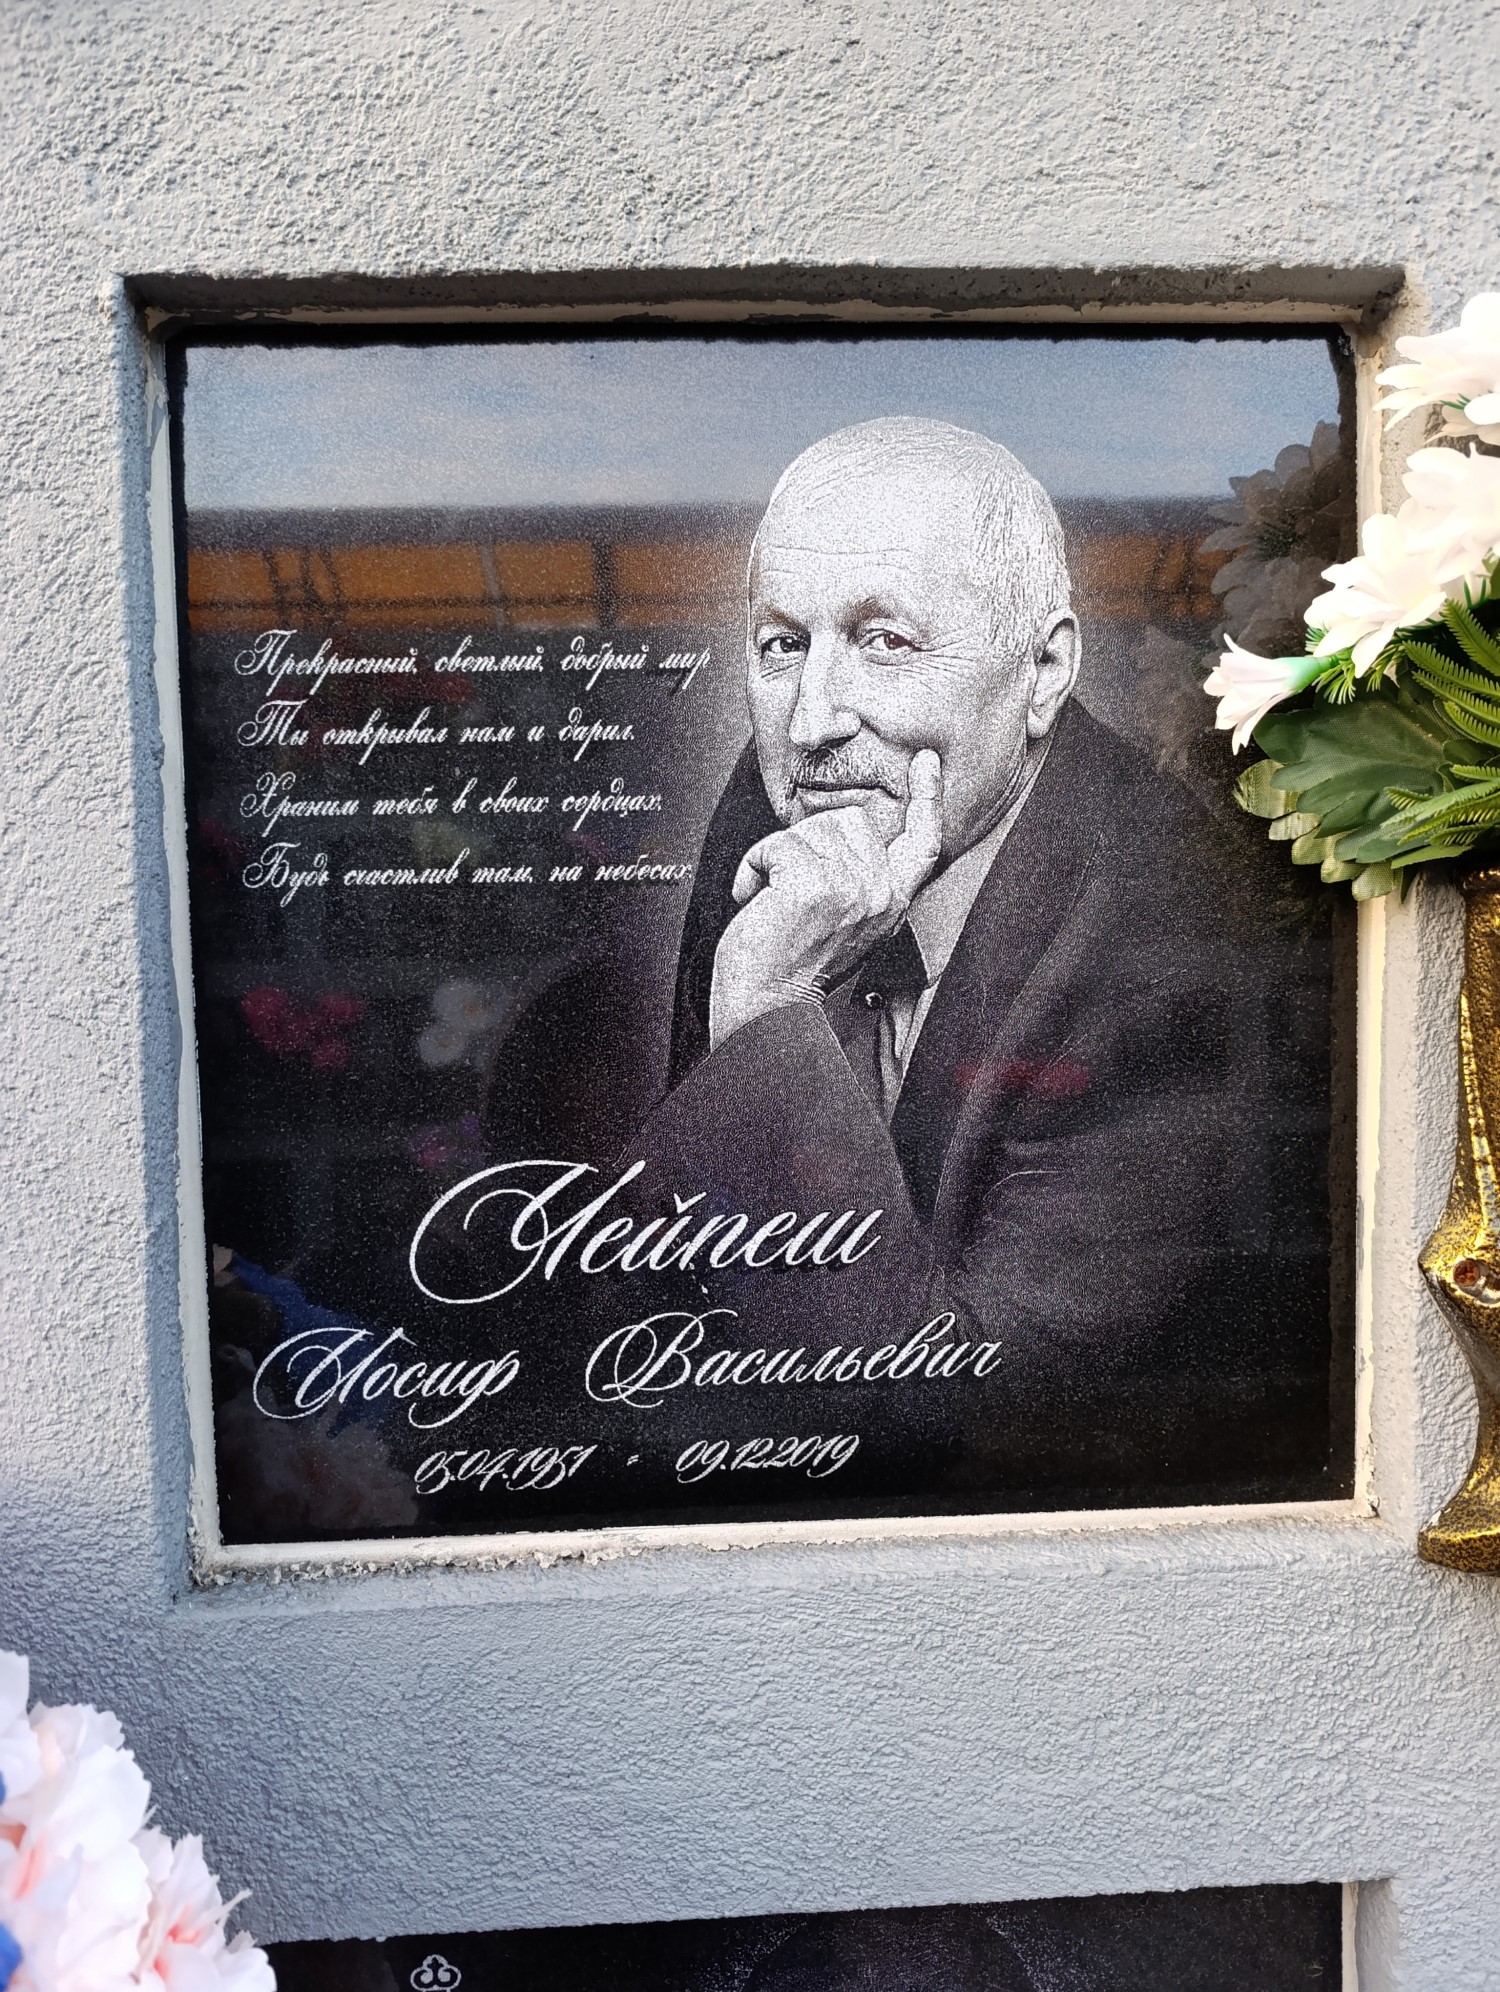 Прекрасный, светлый, добрый мир
Ты открывал нам и дарил.
Храним тебя в своих сердцах,
Будь счастлив там, на небесах.
Чейпеш
Иосиф Васильевич
05.04.1951 - 09.12.2019